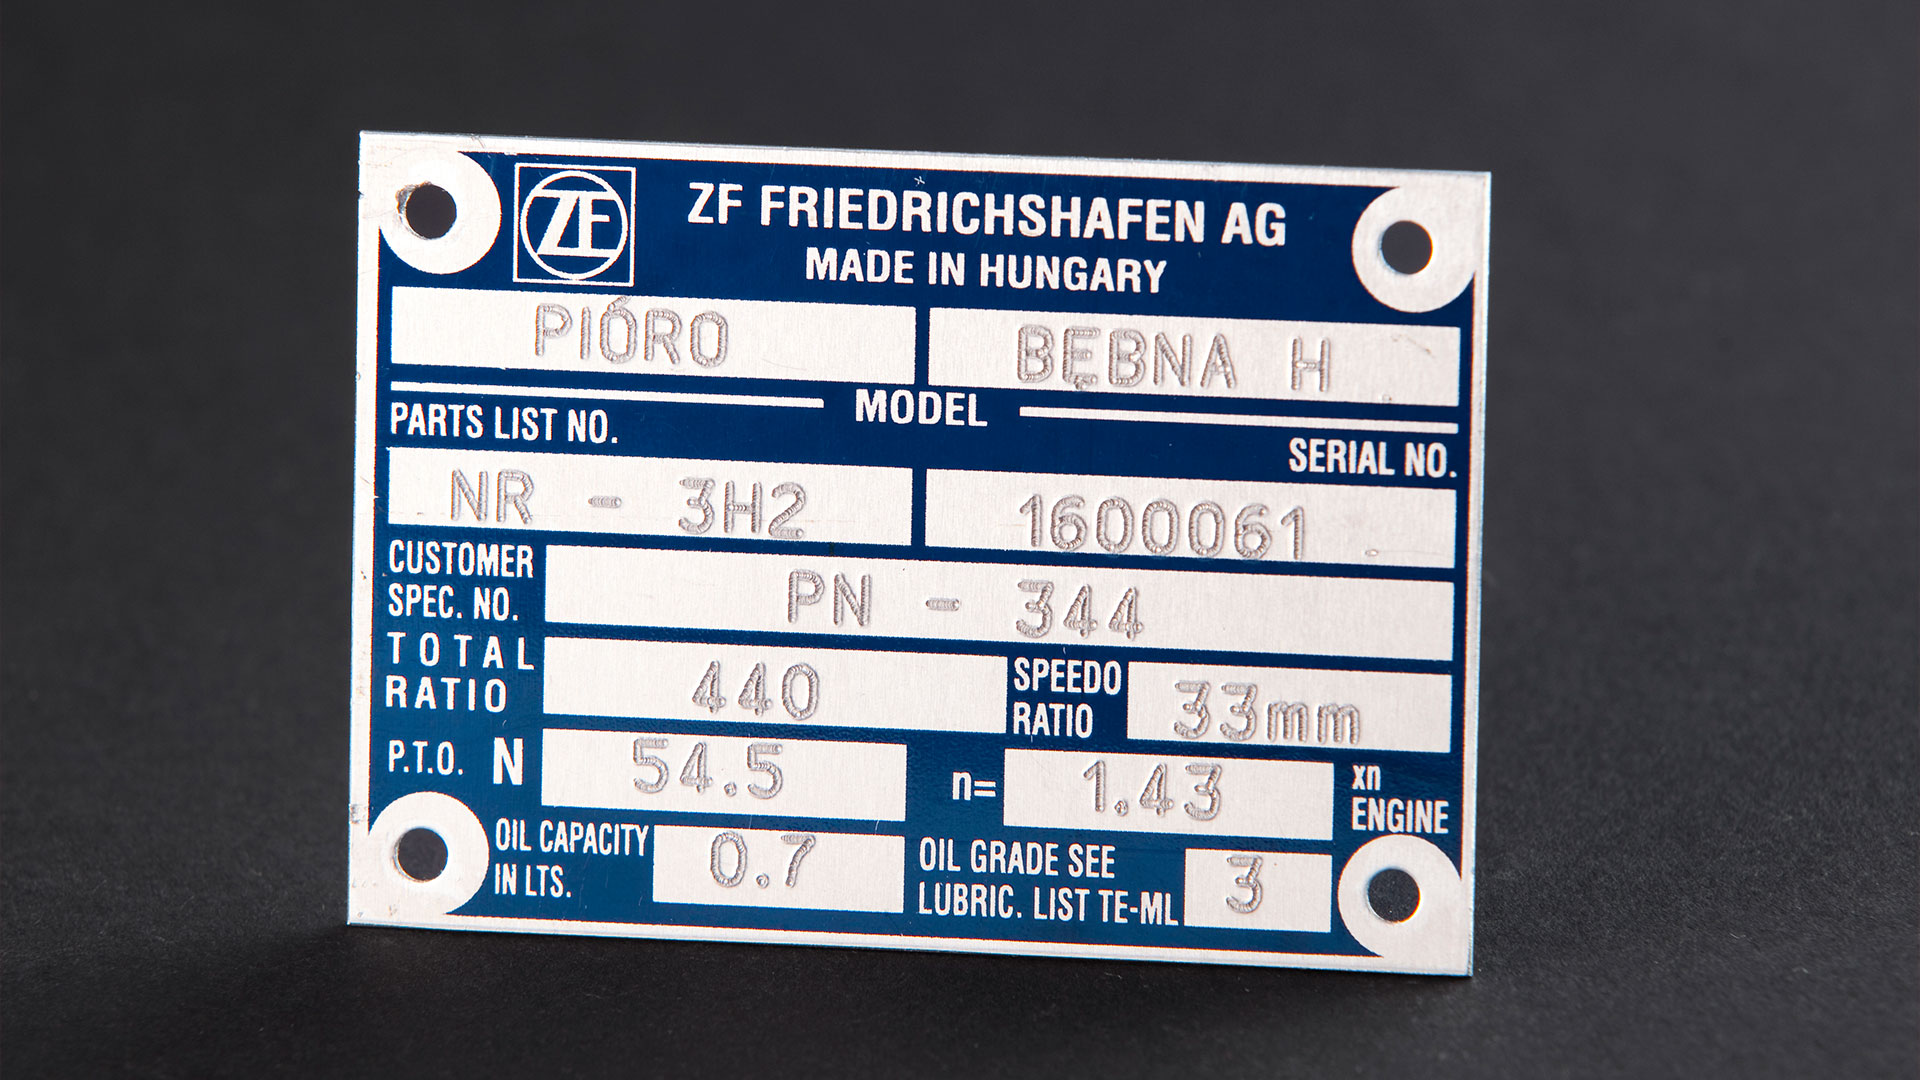 ZF
ZF FRIEDRICHSHAFEN AG
MADE IN HUNGARY
PIÓRO BĘBNA H
MODEL
PARTS LIST NO. SERIAL NO.
NR - 3H2 1600061
CUSTOMER
SPEC. NO. PN - 344
TOTAL
RATIO 440 SPEEDO
RATIO 33mm
P.T.O. N 54.5 n= 1.43 xn
ENGINE
OIL CAPACITY
IN LTS. 0.7 OIL GRADE SEE
LUBRIC. LIST TE-ML 3